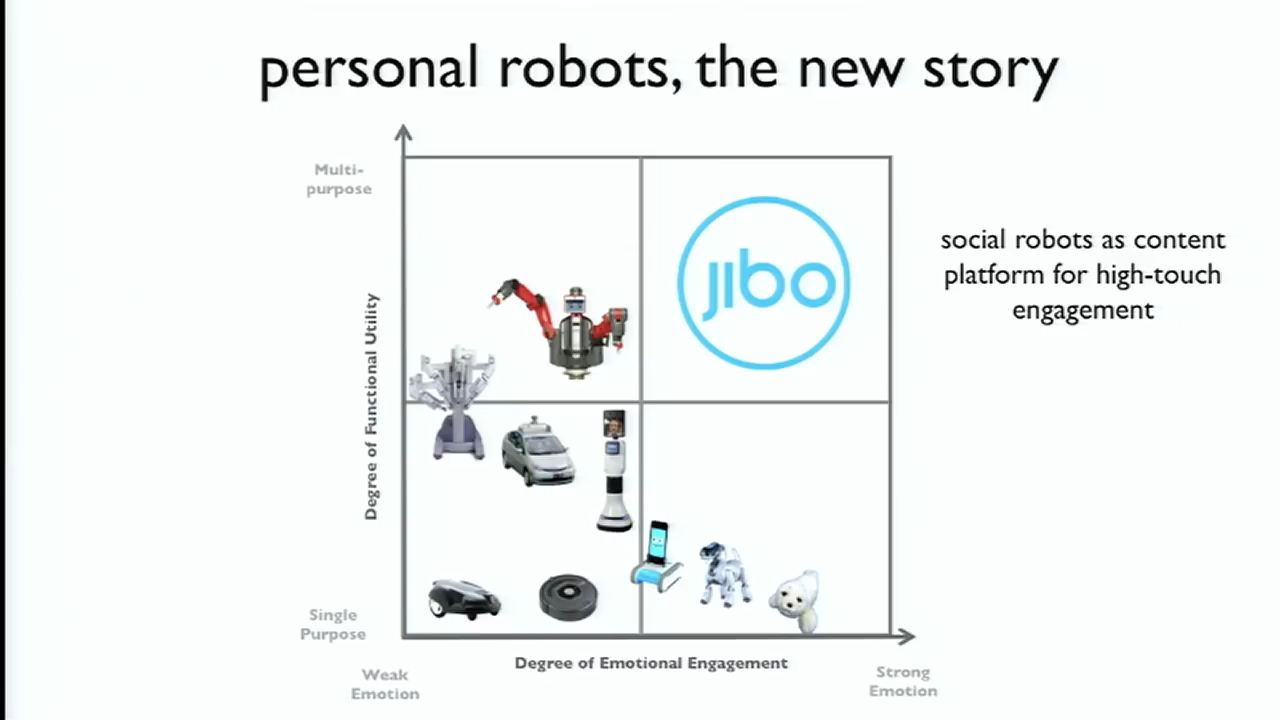 personal robots, the new story
Multi-
purpose
jibo
social robots as content
platform for high-touch
engagement
Degree of Functional Utility
Single
Purpose
Degree of Emotional Engagement
Weak
Emotion
Strong
Emotion